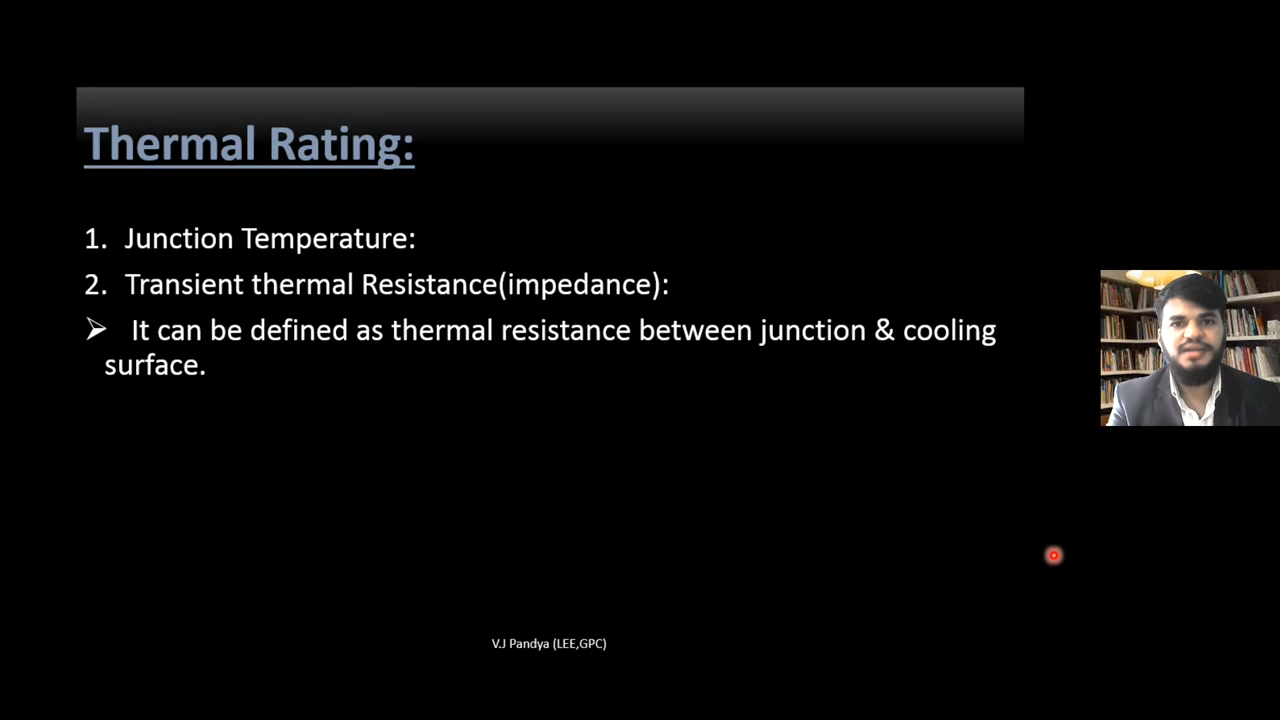 Thermal Rating:
1. Junction Temperature:
2. Transient thermal Resistance(impedance):
➢ It can be defined as thermal resistance between junction & cooling
surface.
V.J Pandya (LEE,GPC)